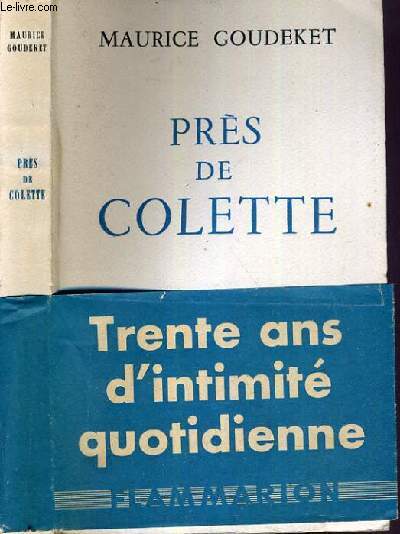 Le-livre.com
MAURICE
GOUDEKET
PRÈS
DE
COLETTE
MAURICE GOUDEKET
PRÈS
DE
COLETTE
Trente ans
d'intimité
quotidienne
FLAMMARION